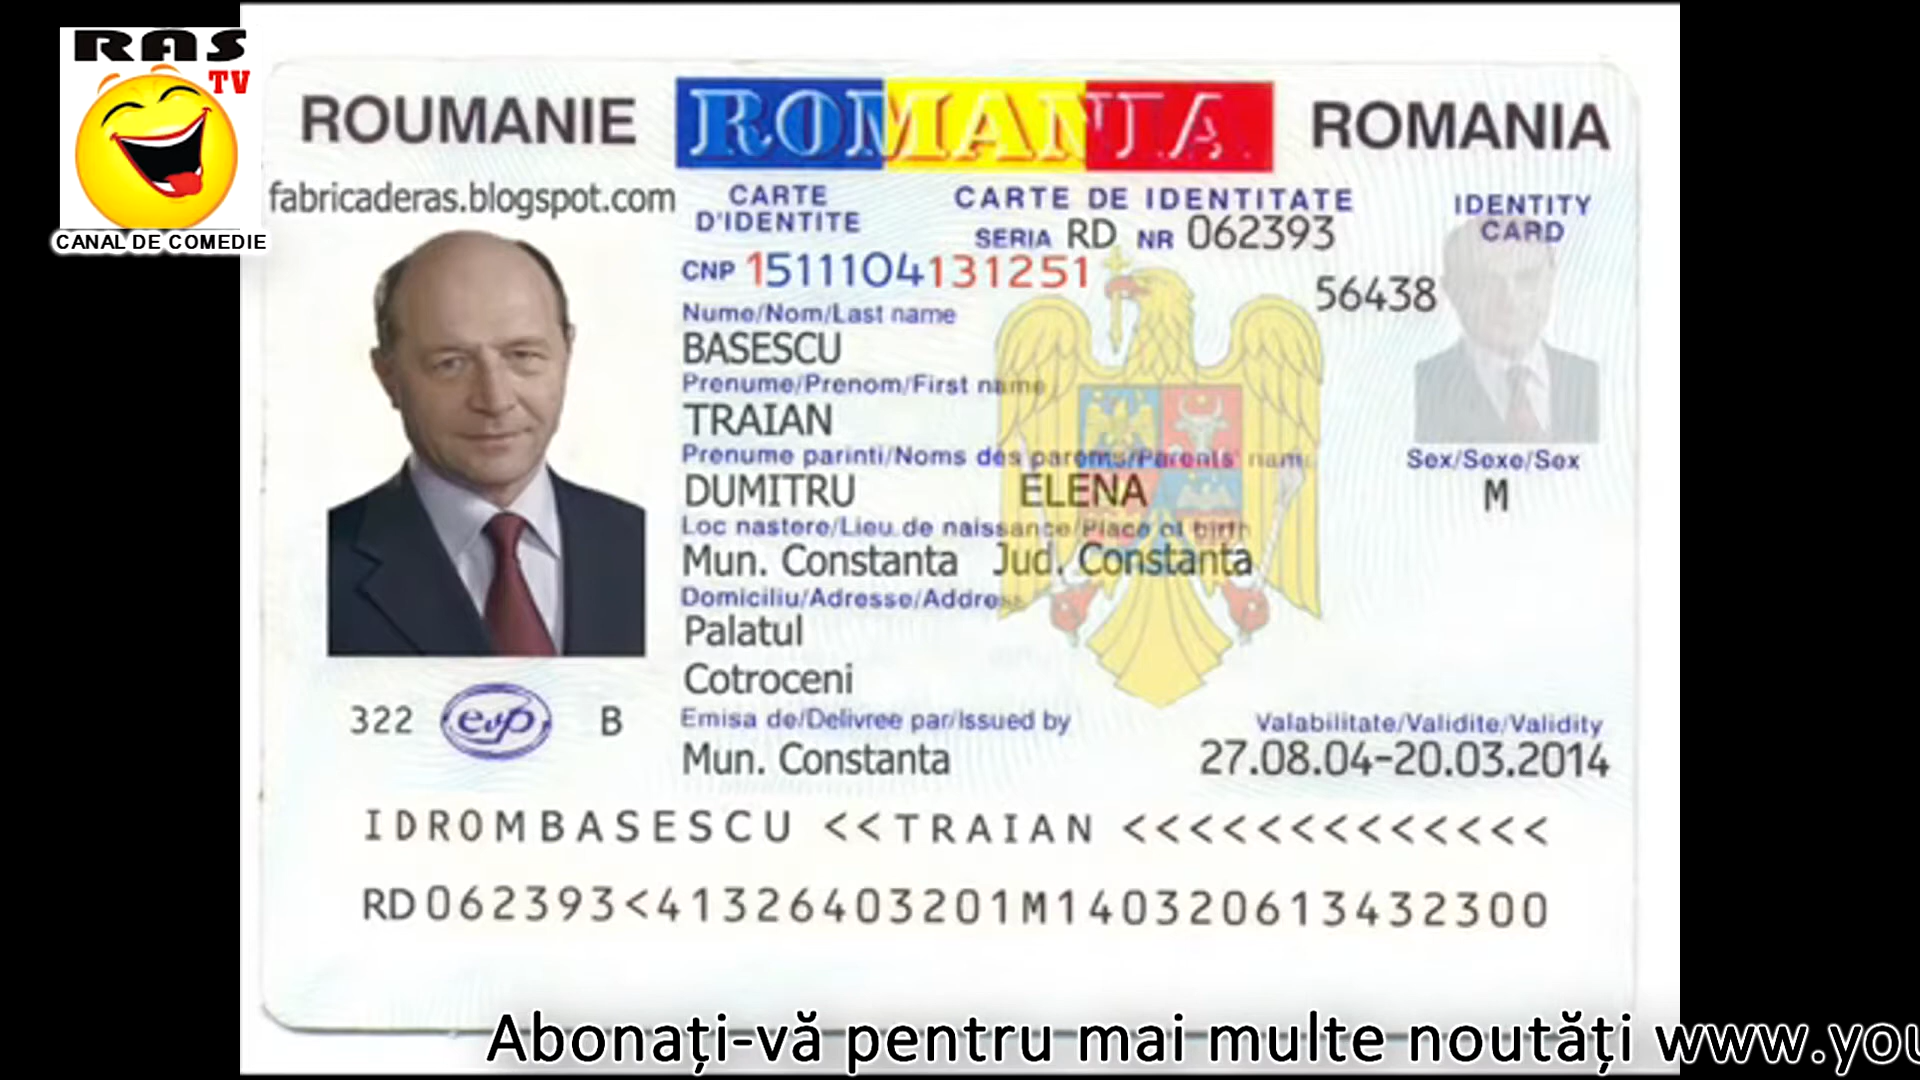 RAS
TV
CANAL DE COMEDIE
ROUMANIE
ROMANIA
ROMANIA
fabricaderas.blogspot.com
CARTE
D'IDENTITE
CARTE DE IDENTITATE
IDENTITY
CARD
SERIA RD NR 062393
CNP 1511104131251
56438
Nume/Nom/Last name
BASESCU
Prenume/Prenom/First name
TRAIAN
Prenume parinti/Noms des parents/Parents' name
Sex/Sexe/Sex
DUMITRU ELENA
M
Loc nastere/Lieu de naissance/Place of birth
Mun. Constanta Jud. Constanta
Domiciliu/Adresse/Address
Palatul
Cotroceni
322 evp B
Emisa de/Delivree par/Issued by
Valabilitate/Validite/Validity
Mun. Constanta
27.08.04-20.03.2014
IDROMBASESCU <<TRAIAN <<<<<<<<<<<<<
RD062393<41326403201M140320613432300
Abonați-vă pentru mai multe noutăți www.you